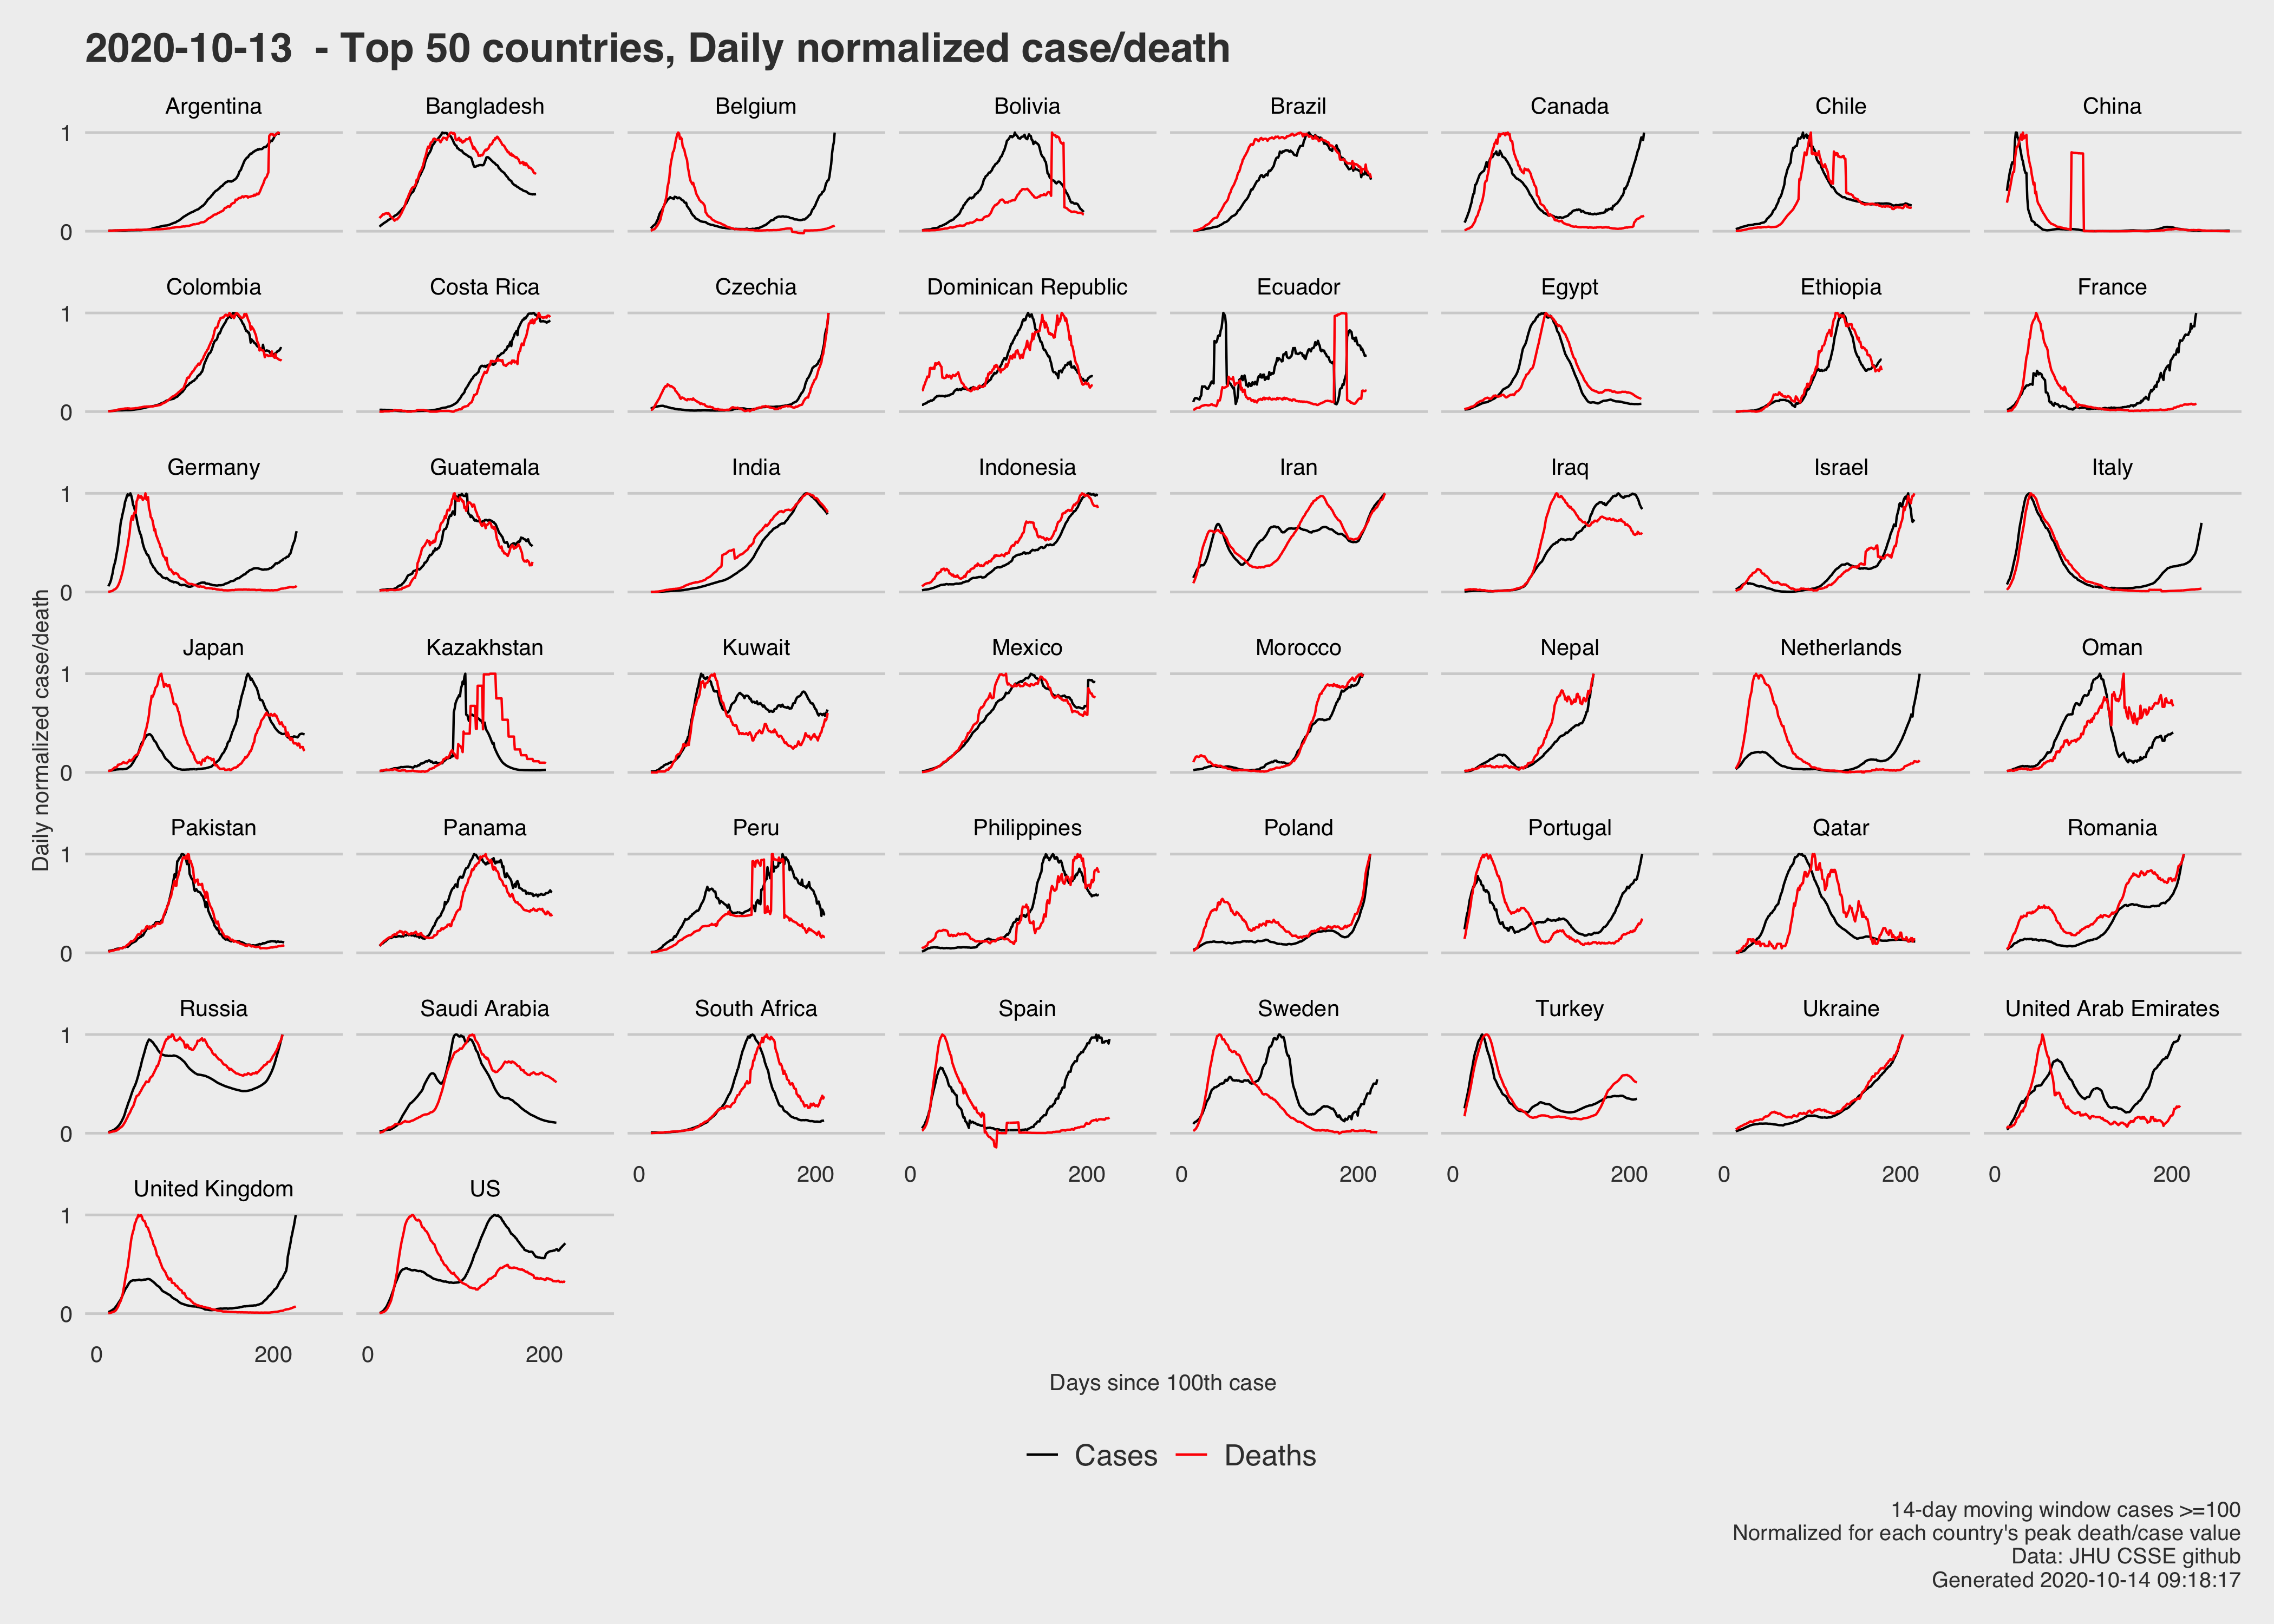 2020-10-13 - Top 50 countries, Daily normalized case/death
Argentina Bangladesh Belgium Bolivia Brazil Canada Chile China
1
0
Colombia Costa Rica Czechia Dominican Republic Ecuador Egypt Ethiopia France
1
0
Germany Guatemala India Indonesia Iran Iraq Israel Italy
1
0
Daily normalized case/death
Japan Kazakhstan Kuwait Mexico Morocco Nepal Netherlands Oman
1
0
Pakistan Panama Peru Philippines Poland Portugal Qatar Romania
1
0
Russia Saudi Arabia South Africa Spain Sweden Turkey Ukraine United Arab Emirates
1
0
0 200 0 200 0 200 0 200 0 200 0 200
United Kingdom US
1
0
0 200 0 200
Days since 100th case
Cases Deaths
14-day moving window cases >=100
Normalized for each country's peak death/case value
Data: JHU CSSE github
Generated 2020-10-14 09:18:17